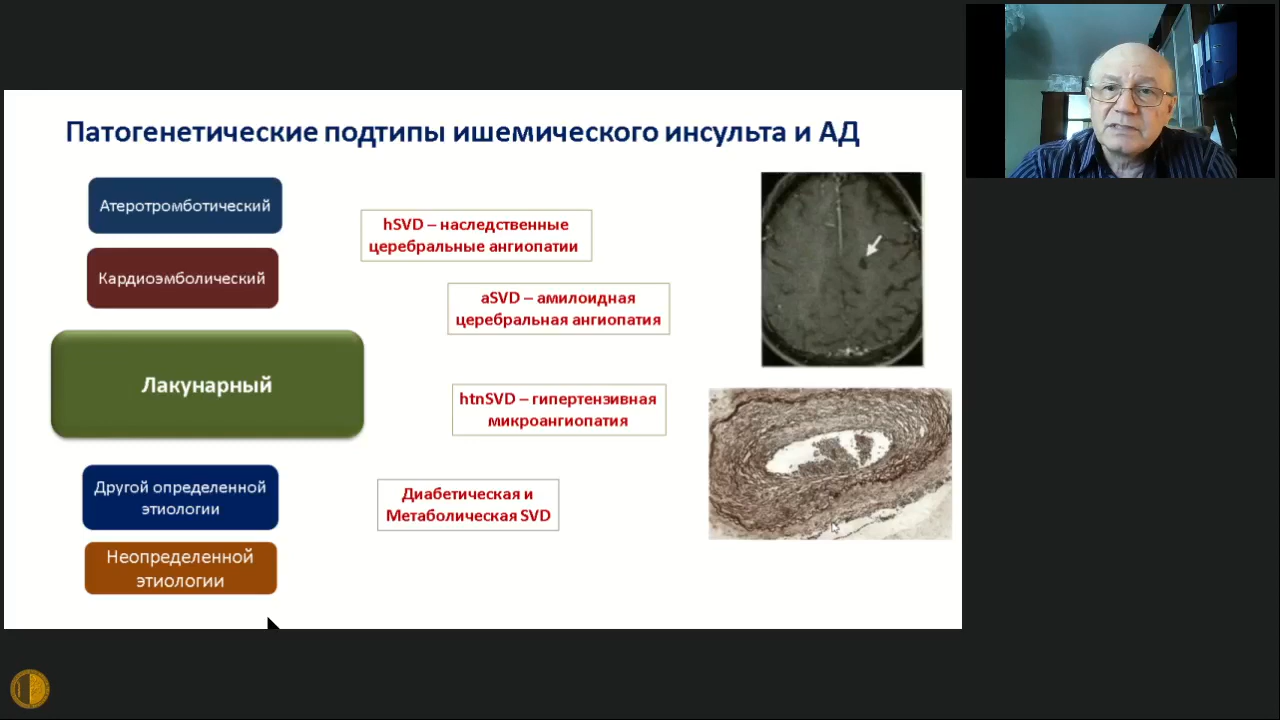 Патогенетические подтипы ишемического инсульта и АД
Атеротромботический
Кардиоэмболический
Лакунарный
Другой определенной
этиологии
Неопределенной
этиологии
hSVD – наследственные
церебральные ангиопатии
aSVD – амилоидная
церебральная ангиопатия
htnSVD – гипертензивная
микроангиопатия
Диабетическая и
Метаболическая SVD